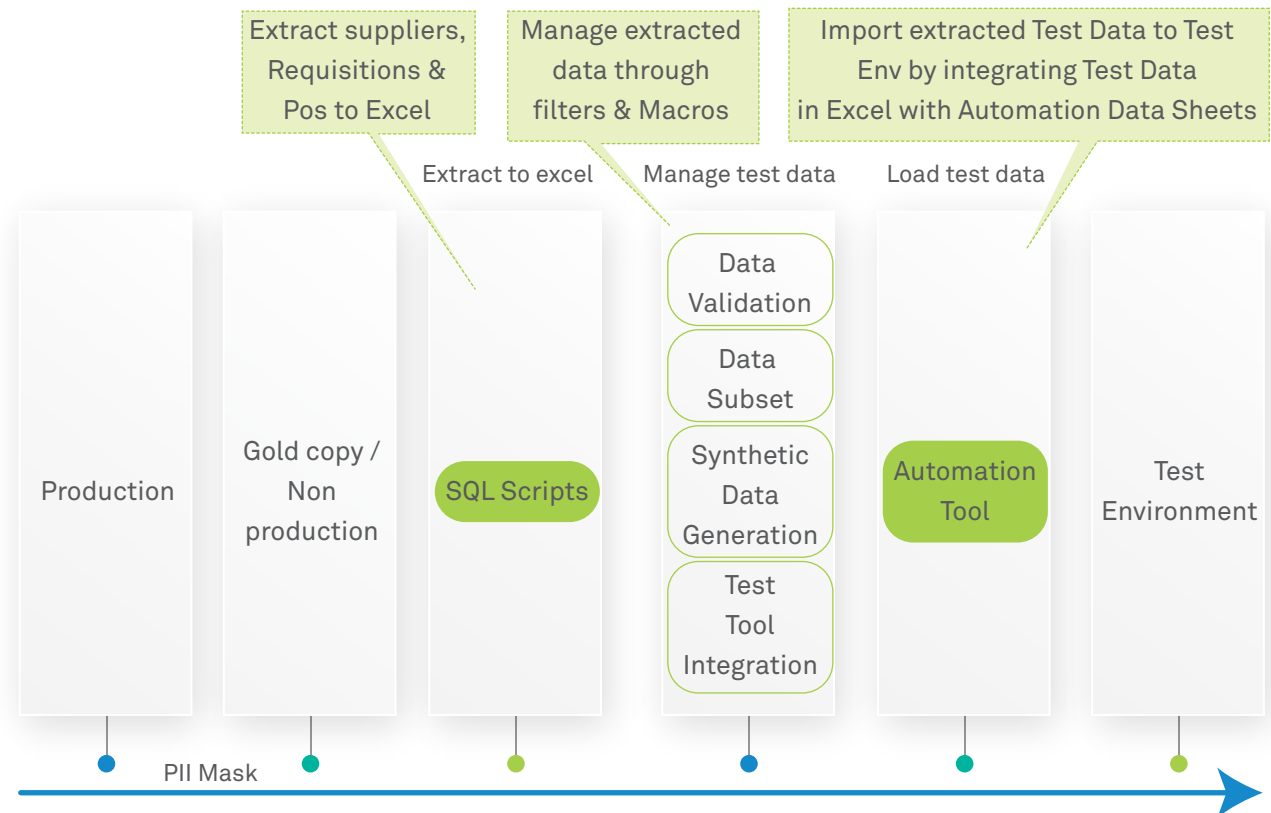 Extract suppliers,
Requisitions &
Pos to Excel
Manage extracted
data through
filters & Macros
Import extracted Test Data to Test
Env by integrating Test Data
in Excel with Automation Data Sheets
Extract to excel
Manage test data
Load test data
Production
Gold copy /
Non
production
SQL Scripts
Data
Validation
Data
Subset
Synthetic
Data
Generation
Test
Tool
Integration
Automation
Tool
Test
Environment
PII Mask